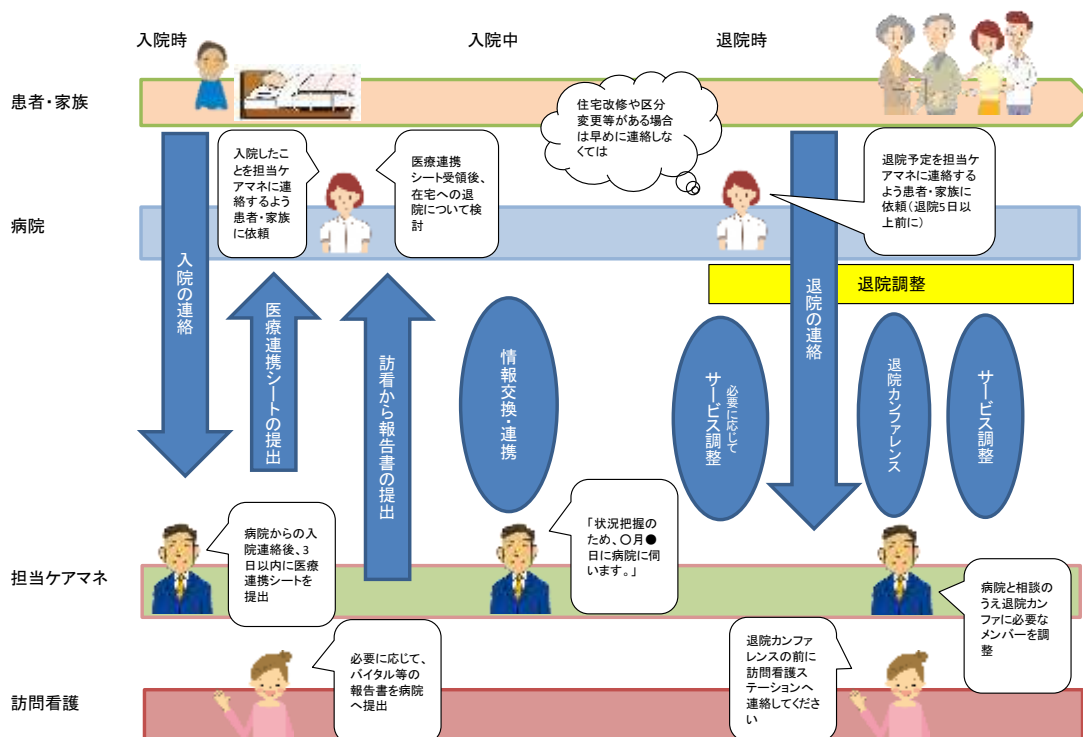 入院時
入院中
退院時
患者・家族
住宅改修や区分
変更等がある場合
は早めに連絡しな
くては
入院したこ
とを担当ケ
アマネに連
絡するよう
患者・家族
に依頼
医療連携
シート受領後、
在宅への退
院について検
討
退院予定を担当ケ
アマネに連絡する
よう患者・家族に
依頼(退院5日以
上前に)
病院
退院調整
入院の連絡
医療連携シートの提出
訪看から報告書の提出
情報交換・連携
必要に応じて
サービス調整
退院の連絡
退院カンファレンス
サービス調整
病院からの入
院連絡後、3
日以内に医療
連携シートを
提出
「状況把握の
ため、〇月●
日に病院に伺
います。」
担当ケアマネ
病院と相談の
うえ退院カン
ファに必要な
メンバーを調
整
必要に応じて、
バイタル等の
報告書を病院
へ提出
退院カンファ
レンスの前に
訪問看護ス
テーションへ
連絡してくださ
い
訪問看護